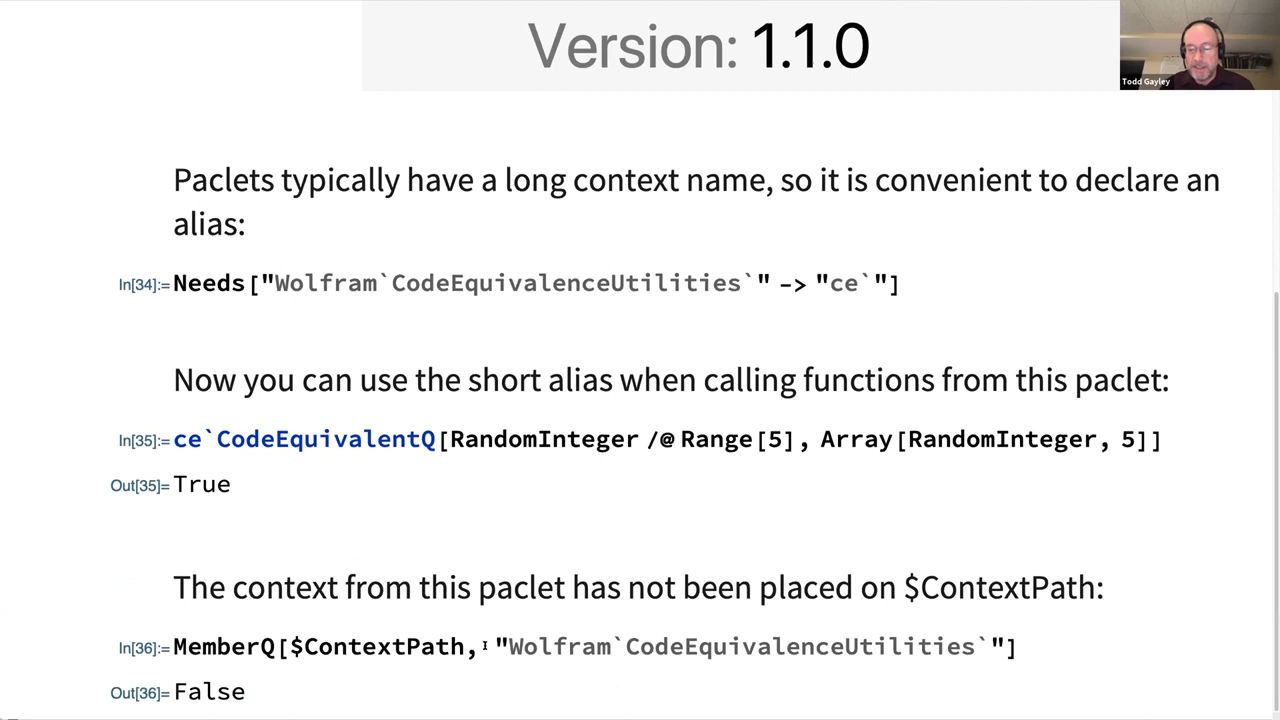 Version: 1.1.0
Todd Gayley
Paclets typically have a long context name, so it is convenient to declare an
alias:
In[34]:= Needs["Wolfram`CodeEquivalenceUtilities`" -> "ce`"]
Now you can use the short alias when calling functions from this paclet:
In[35]:= ce`CodeEquivalentQ[RandomInteger /@ Range[5], Array[RandomInteger, 5]]
Out[35]= True
The context from this paclet has not been placed on $ContextPath:
In[36]:= MemberQ[$ContextPath, "Wolfram`CodeEquivalenceUtilities`"]
Out[36]= False